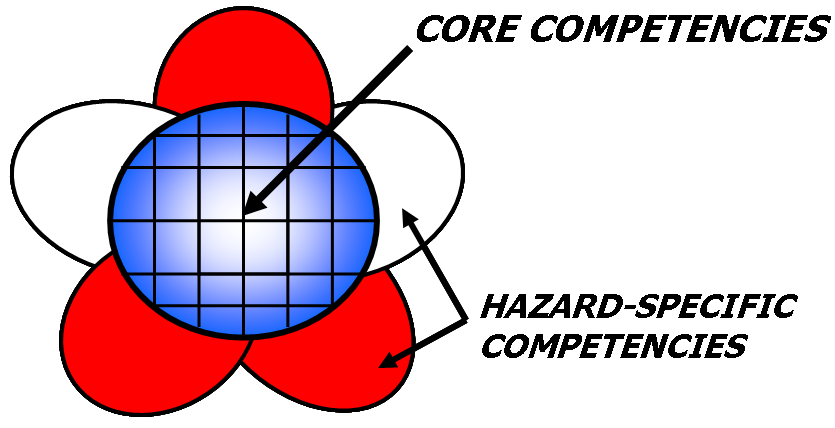 CORE COMPETENCIES
HAZARD-SPECIFIC
COMPETENCIES